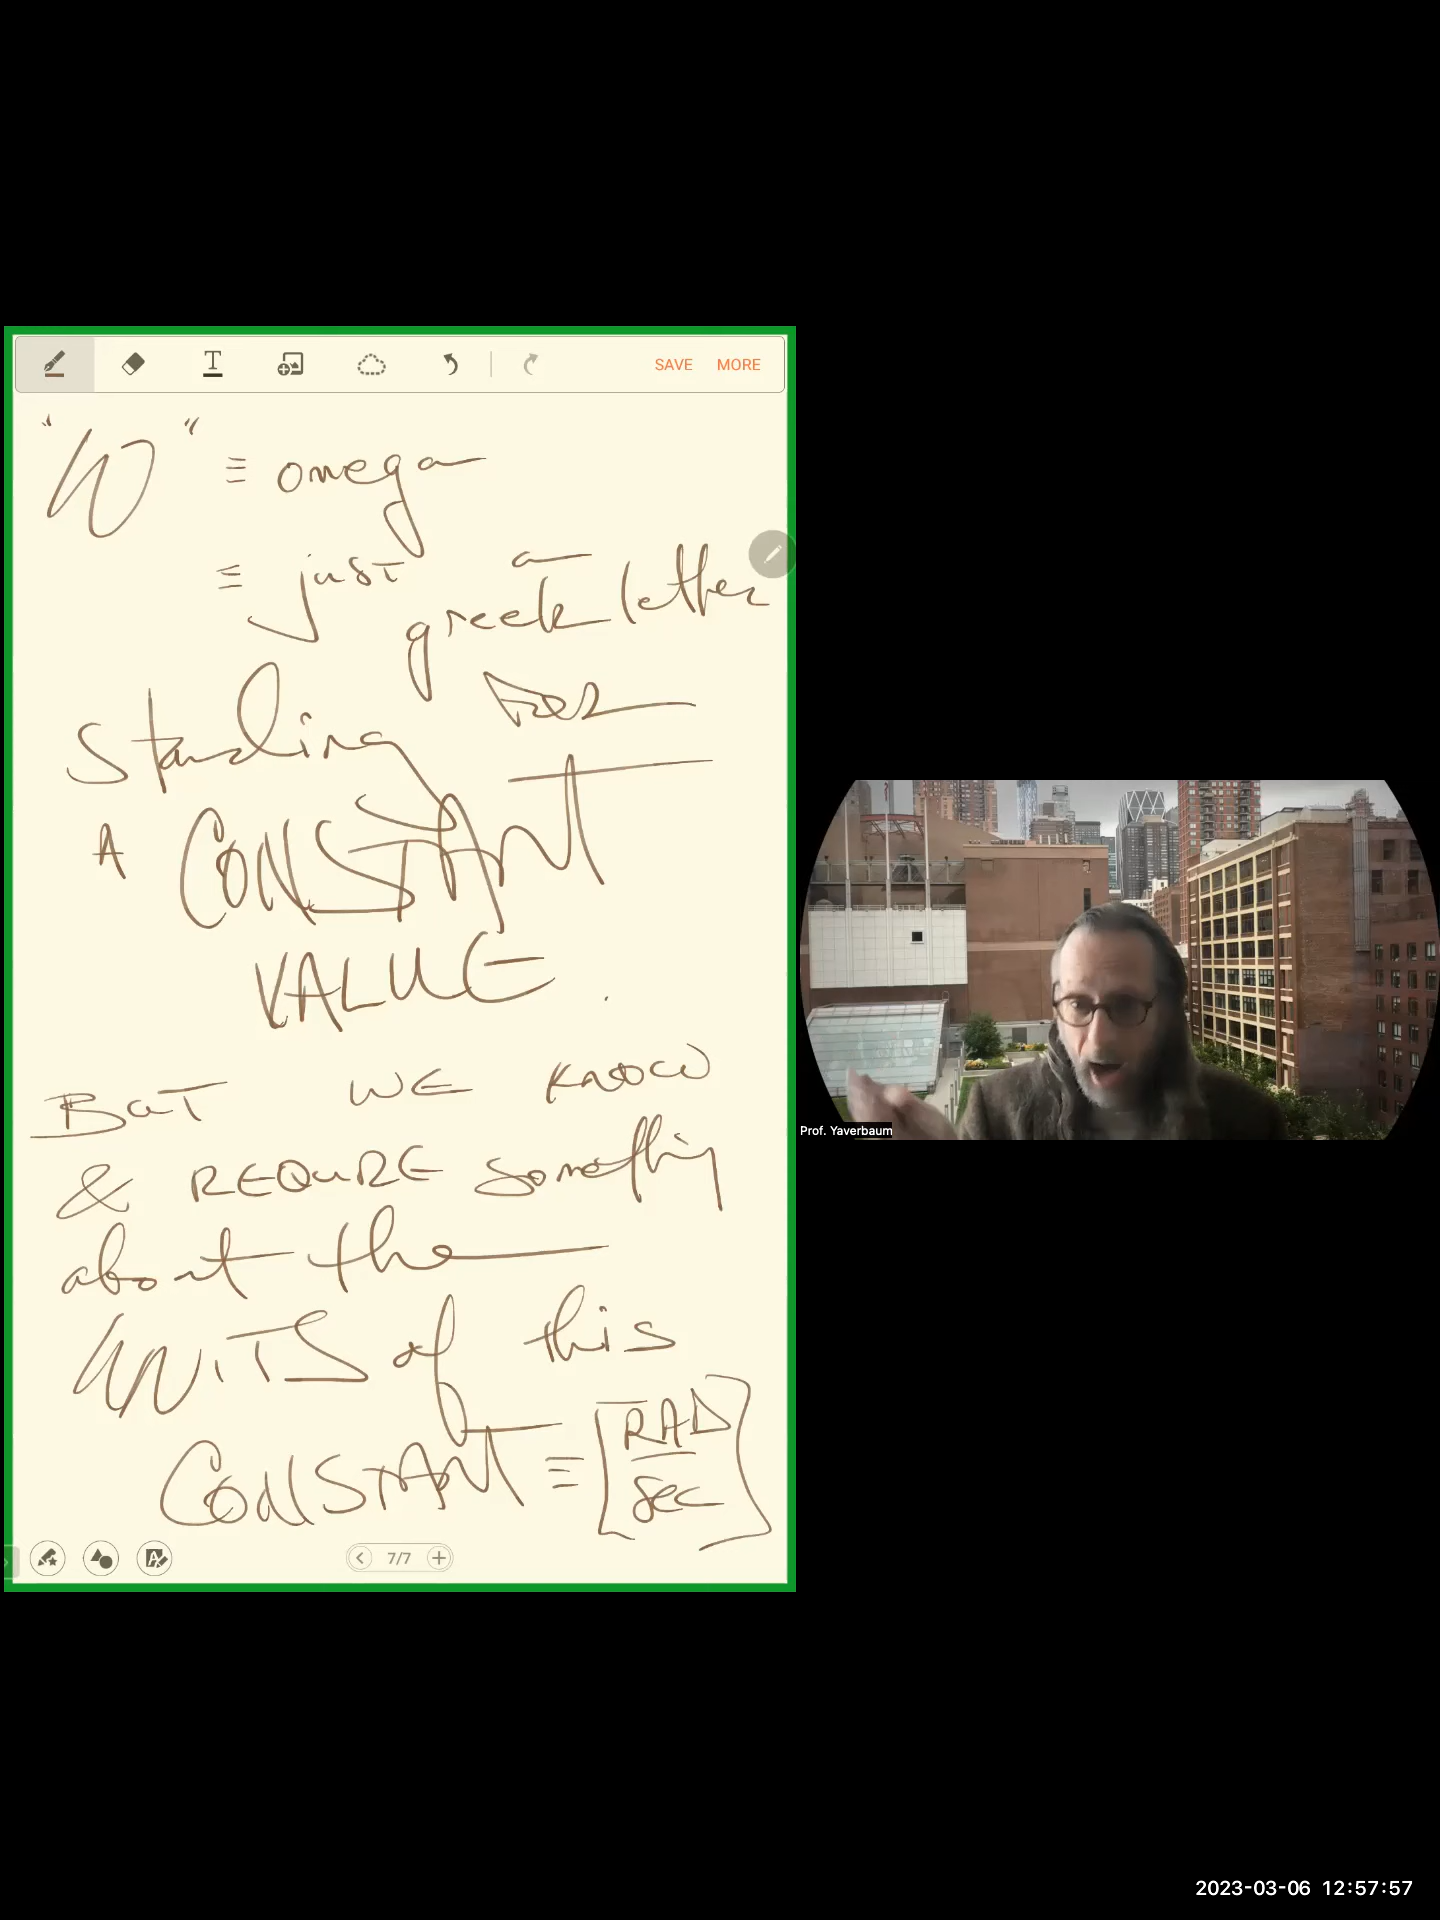 T
SAVE MORE
"ω" ≡ omega
≡ just a
greek letter
standing FOR
A CONSTANT
VALUE.
BUT WE KNOW
& REQUIRE something
about the
UNITS of this
CONSTANT ≡ [RAD/sec]
7/7
Prof. Yaverbaum
2023-03-06 12:57:57